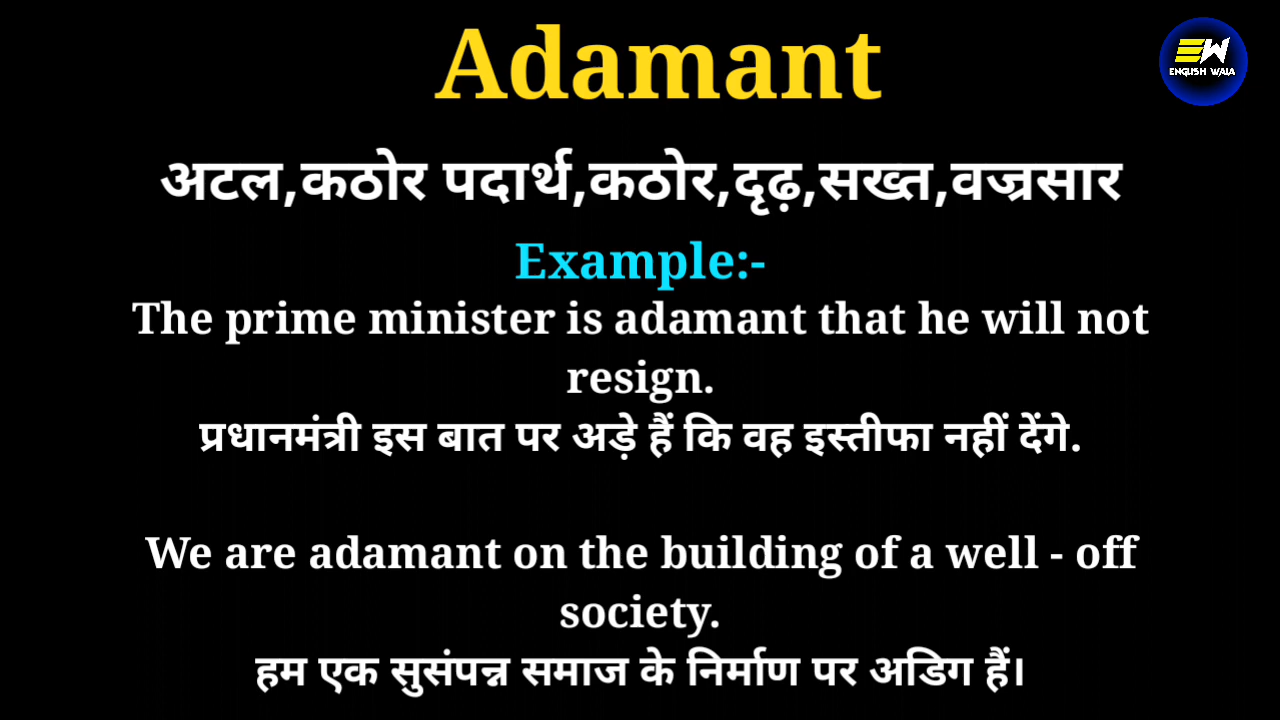 Adamant
EW
ENGLISH WALA
अटल,कठोर पदार्थ,कठोर,दृढ़,सख्त,वज्रसार
Example:-
The prime minister is adamant that he will not
resign.
प्रधानमंत्री इस बात पर अड़े हैं कि वह इस्तीफा नहीं देंगे.
We are adamant on the building of a well - off
society.
हम एक सुसंपन्न समाज के निर्माण पर अडिग हैं।